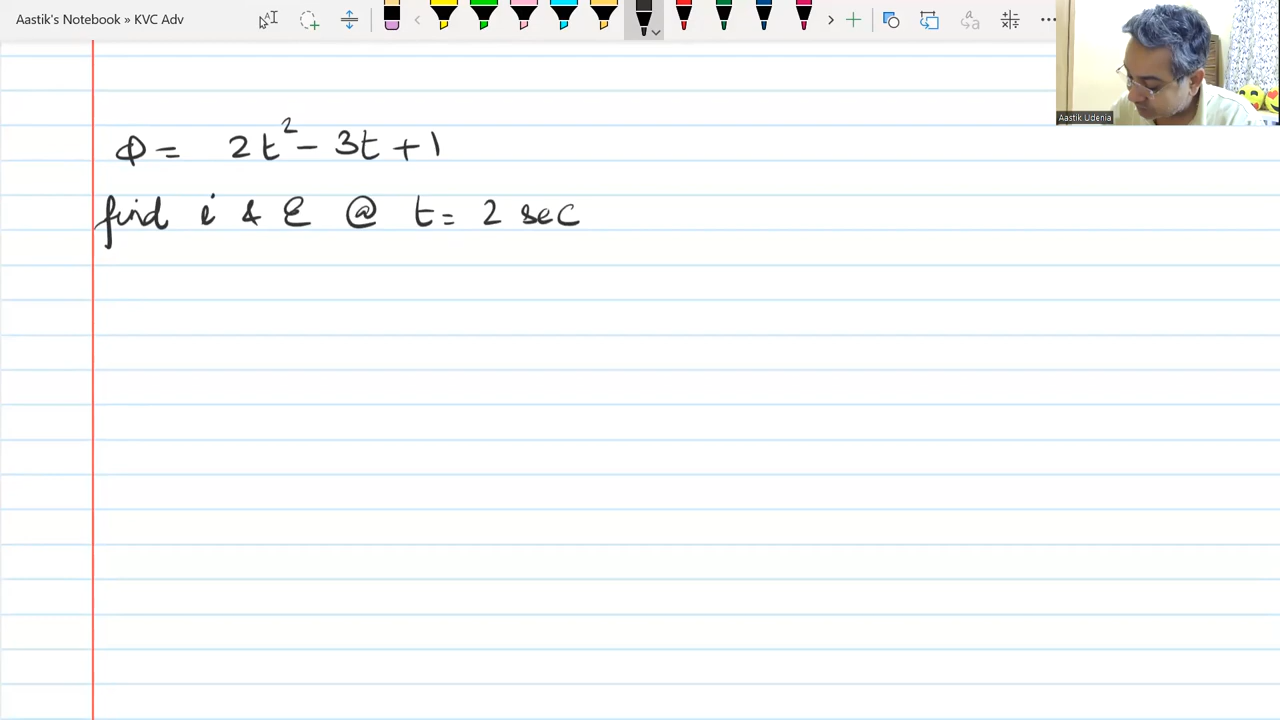 Aastik's Notebook » KVC Adv
Aastik Udenia
Φ = 2t² - 3t + 1
find i & ε @ t = 2 sec